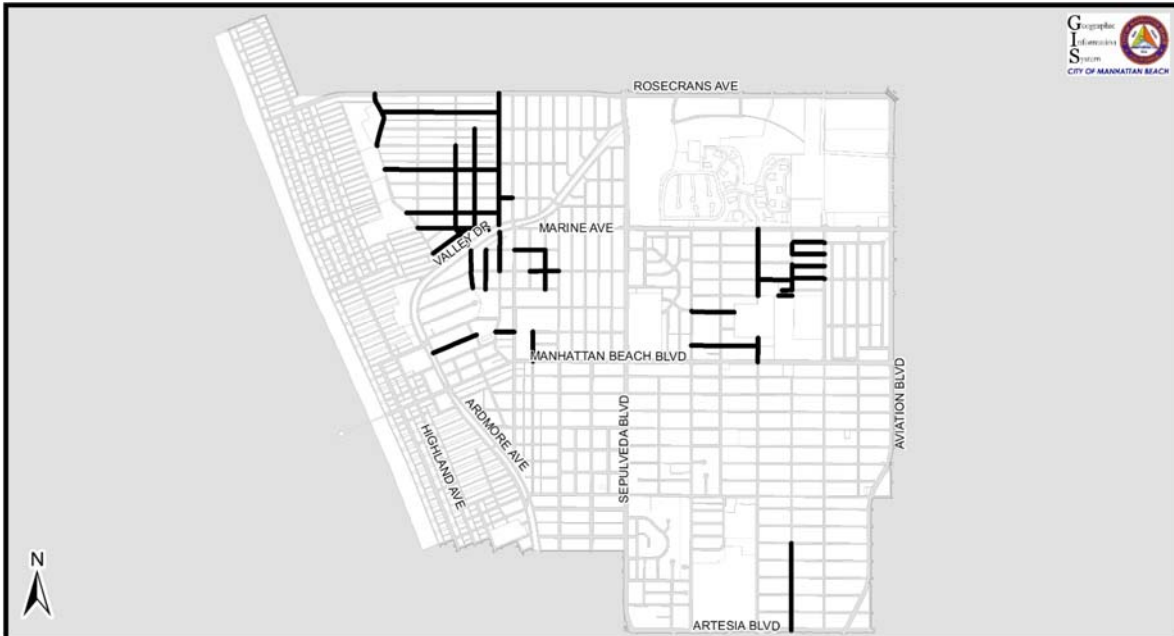 Geographic
Information
System
CITY OF MANHATTAN BEACH
ROSECRANS AVE
MARINE AVE
VALLEY DR
MANHATTAN BEACH BLVD
ARDMORE AVE
HIGHLAND AVE
SEPULVEDA BLVD
AVIATION BLVD
ARTESIA BLVD
N